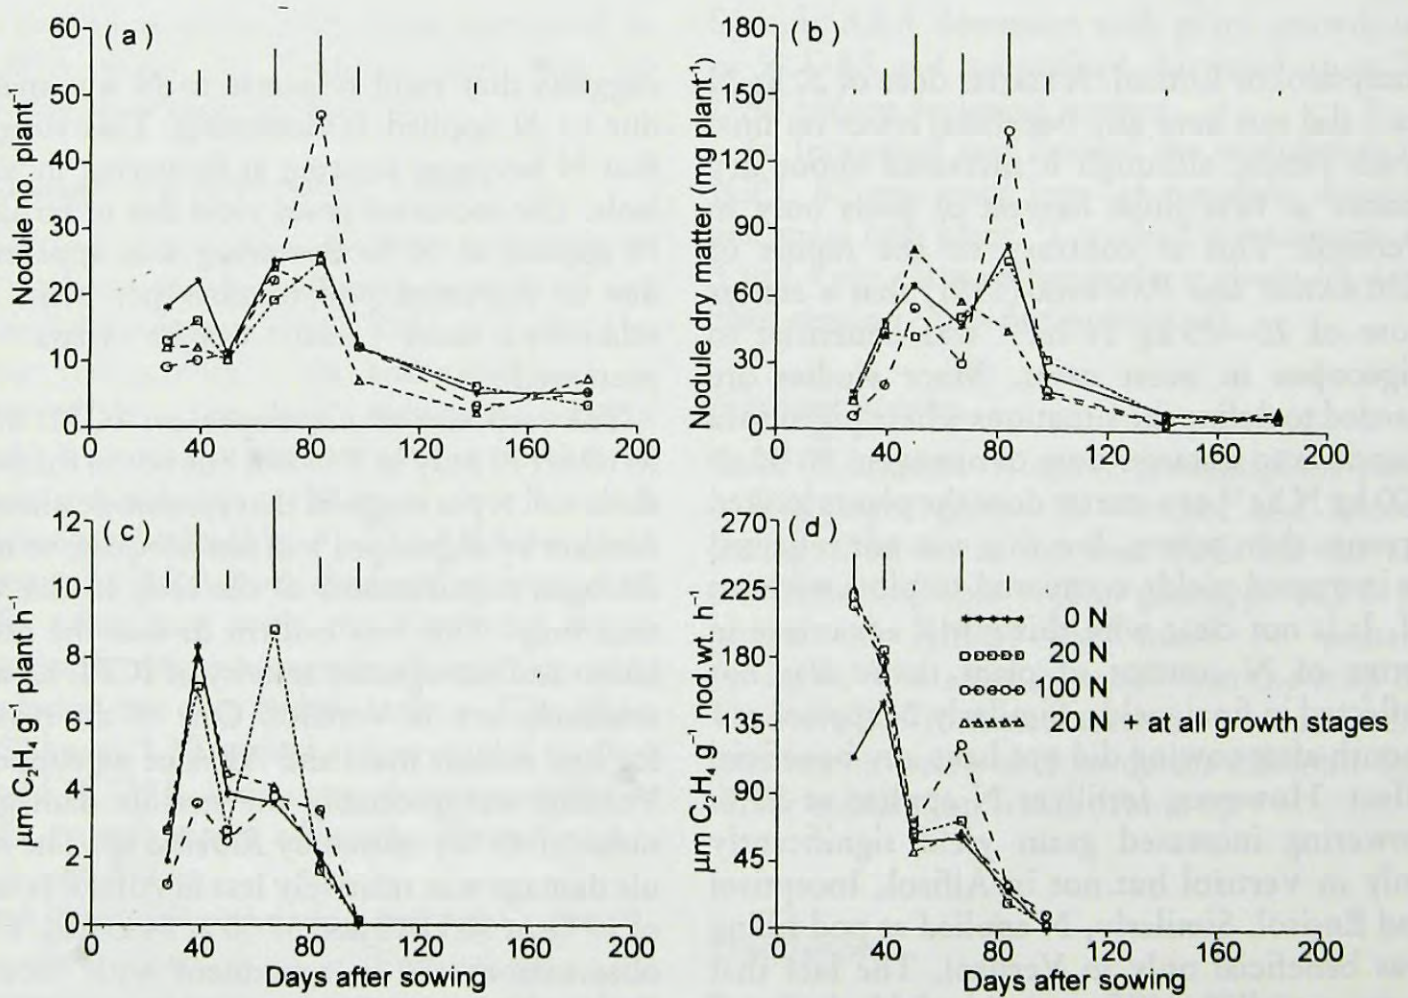 60
50
40
30
20
10
0
(a)
Nodule no. plant⁻¹
0 40 80 120 160 200
180
150
120
90
60
30
0
(b)
Nodule dry matter (mg plant⁻¹)
0 40 80 120 160 200
12
10
8
6
4
2
0
(c)
µm C₂H₄ g⁻¹ plant h⁻¹
0 40 80 120 160 200
Days after sowing
270
225
180
135
90
45
0
(d)
µm C₂H₄ g⁻¹ nod.wt h⁻¹
0 N
20 N
100 N
20 N + at all growth stages
0 40 80 120 160 200
Days after sowing